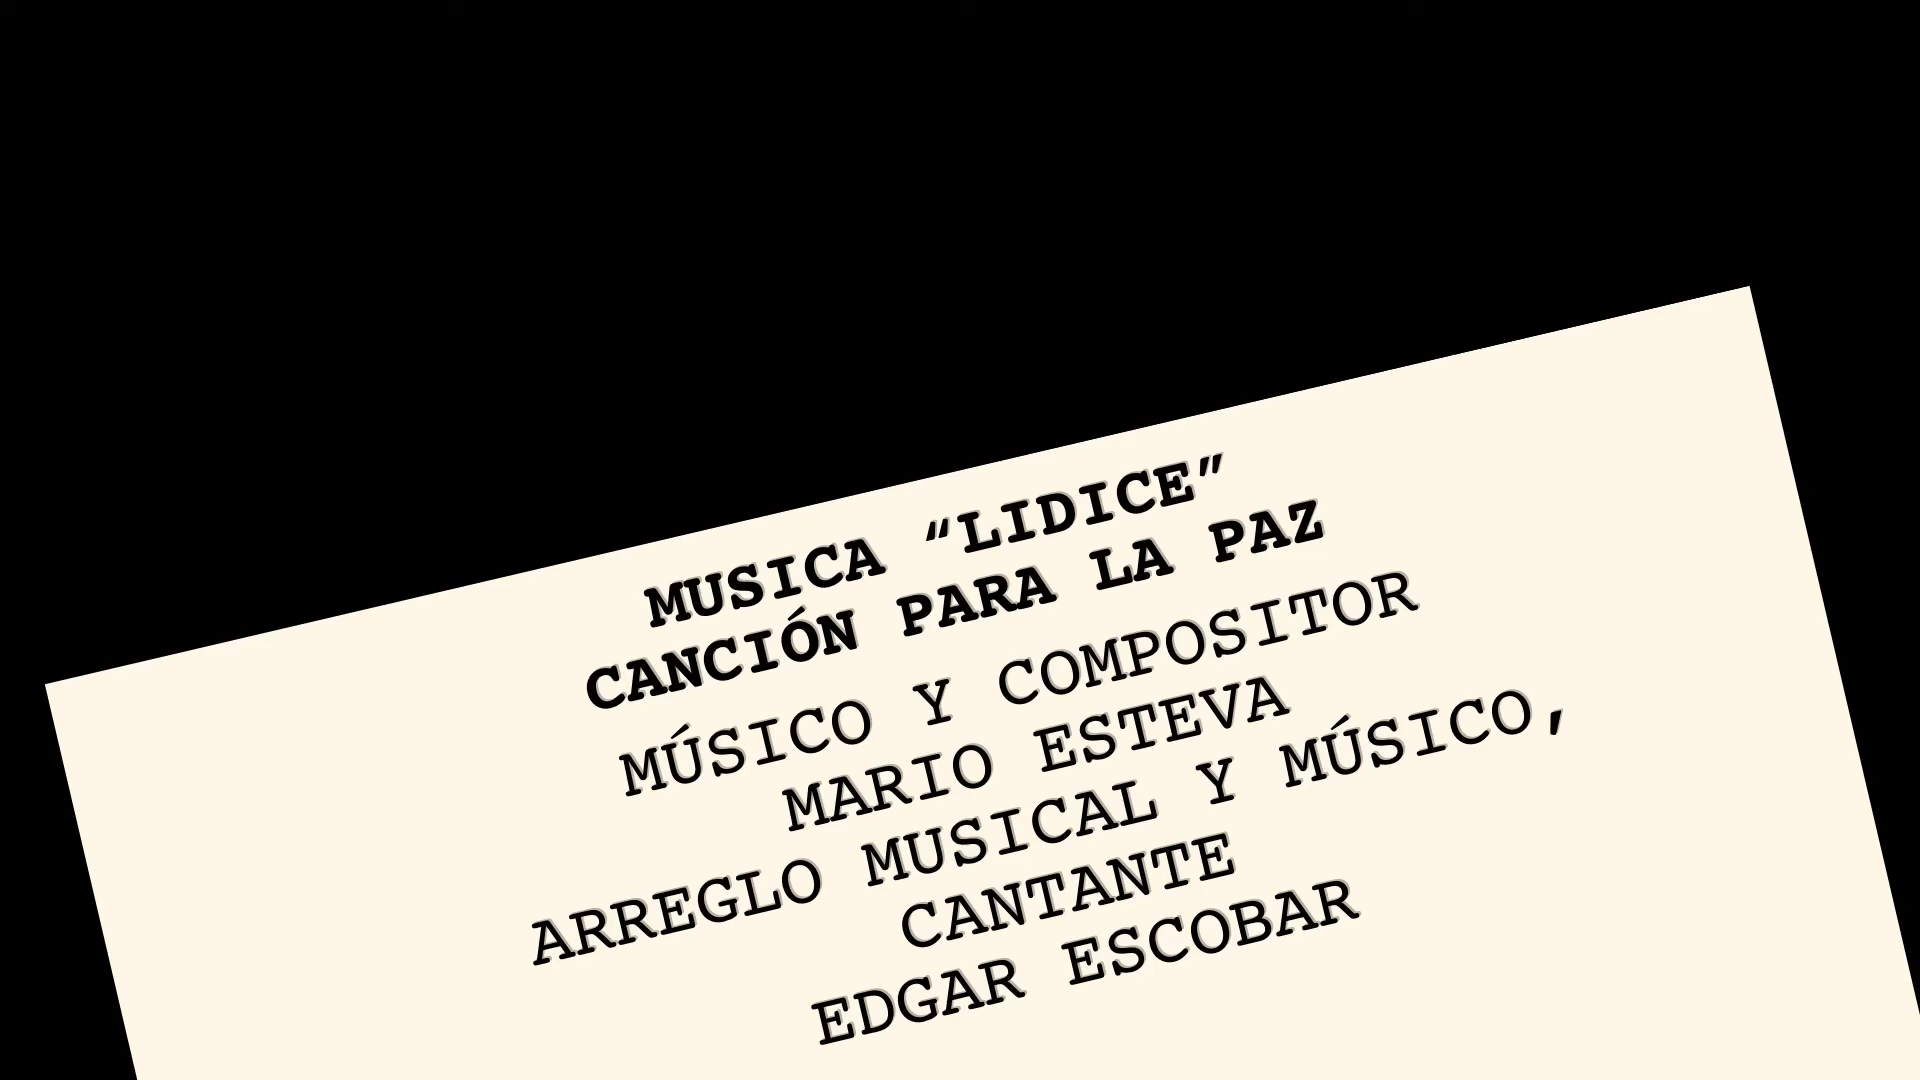 MUSICA “LIDICE”
CANCIÓN PARA LA PAZ
MÚSICO Y COMPOSITOR
MARIO ESTEVA
ARREGLO MUSICAL Y MÚSICO,
CANTANTE
EDGAR ESCOBAR